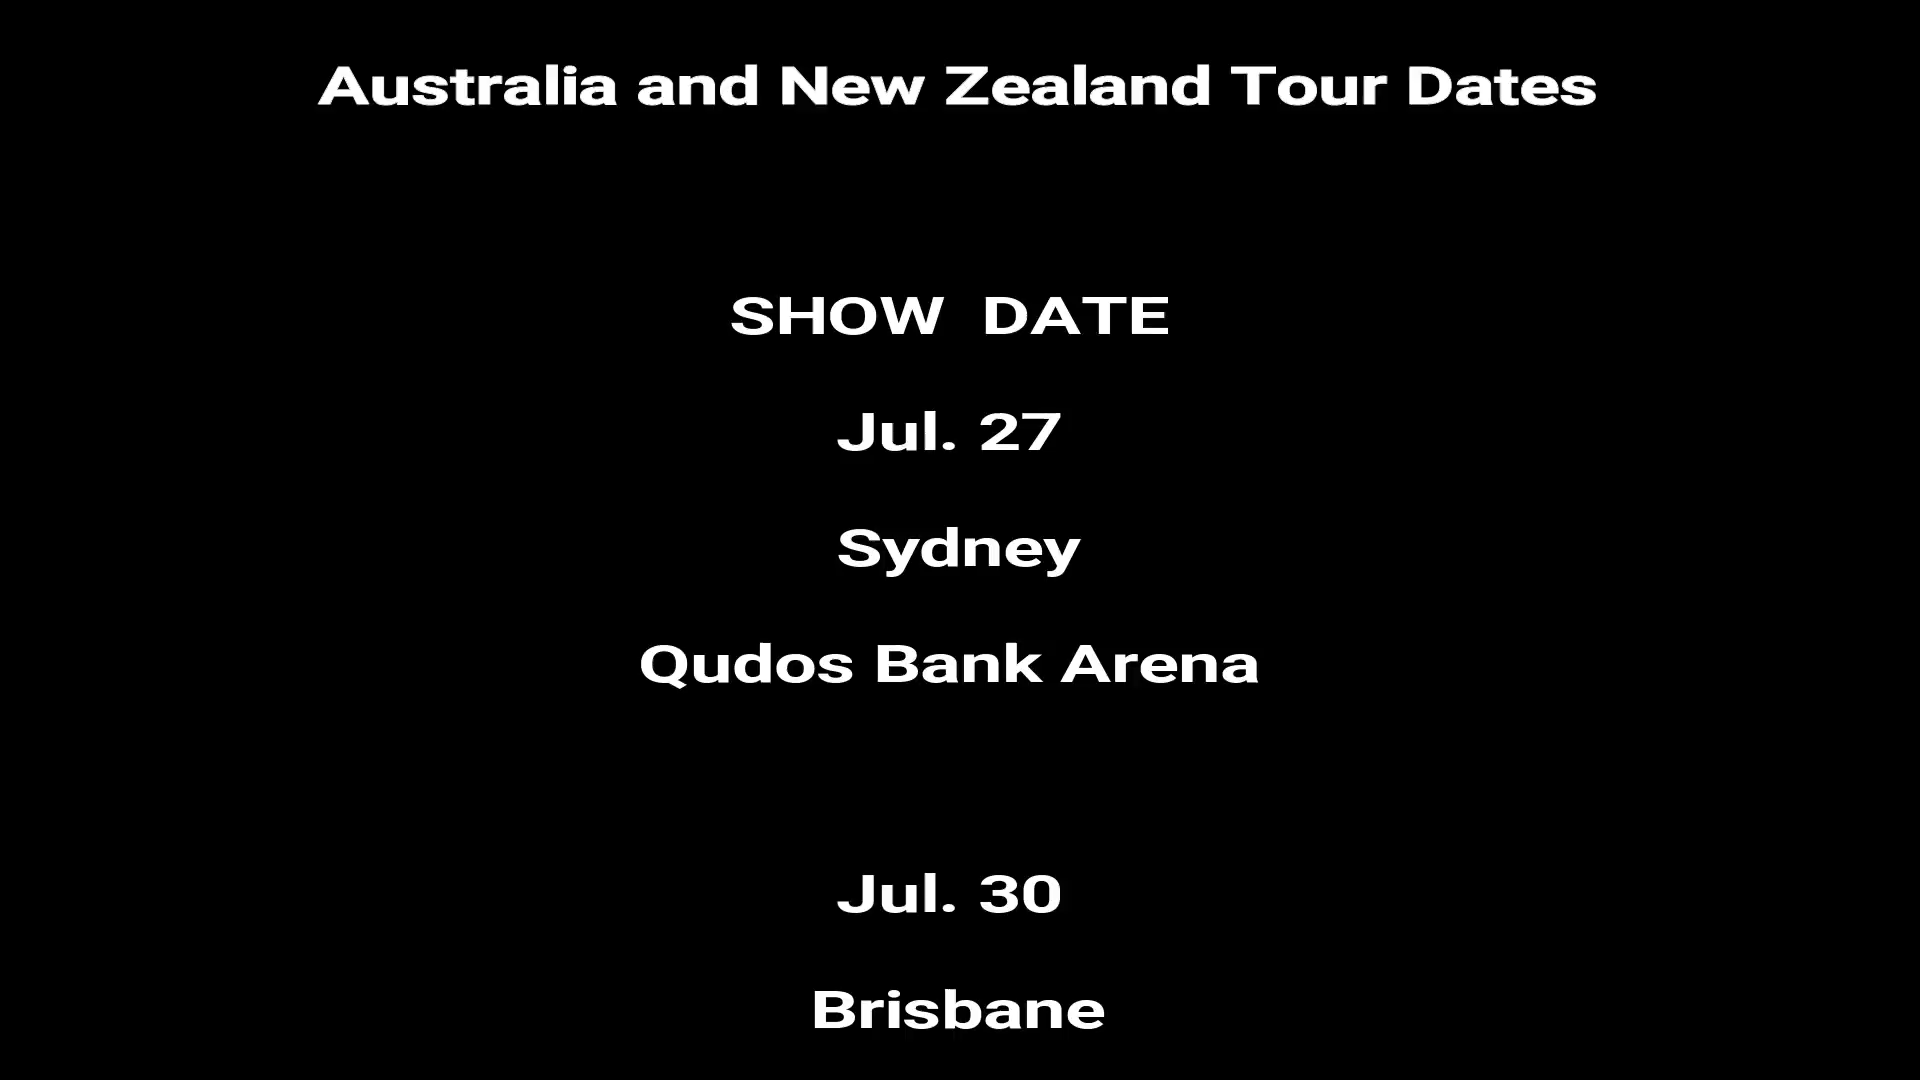 Australia and New Zealand Tour Dates
SHOW DATE
Jul. 27
Sydney
Qudos Bank Arena
Jul. 30
Brisbane